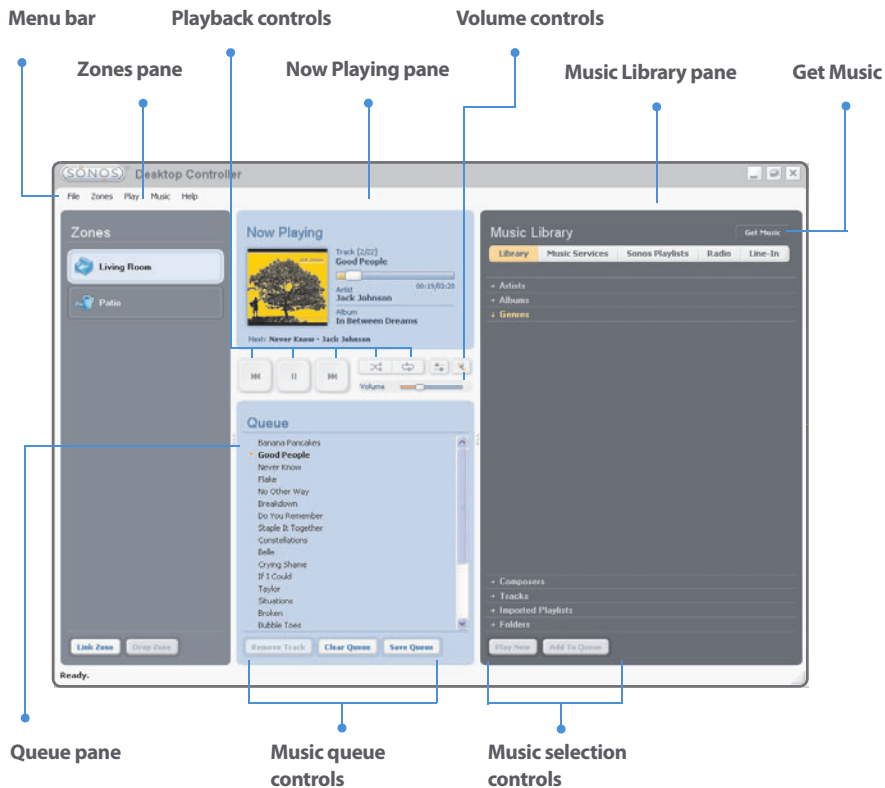 Menu bar
Playback controls
Volume controls
Zones pane
Now Playing pane
Music Library pane
Get Music
SONOS Desktop Controller
File Zones Play Music Help
Zones
Living Room
Patio
Link Zone Drop Zone
Now Playing
Track [2/22]
Good People
00:19/03:28
Artist
Jack Johnson
Album
In Between Dreams
Next: Never Know - Jack Johnson
Volume
Queue
Banana Pancakes
Good People
Never Know
Flake
No Other Way
Breakdown
Do You Remember
Staple It Together
Constellations
Belle
Crying Shame
If I Could
Taylor
Situations
Broken
Bubble Toes
Remove Track Clear Queue Save Queue
Music Library
Get Music
Library Music Services Sonos Playlists Radio Line-In
Artists
Albums
Genres
Composers
Tracks
Imported Playlists
Folders
Play Now Add To Queue
Ready.
Queue pane
Music queue
controls
Music selection
controls